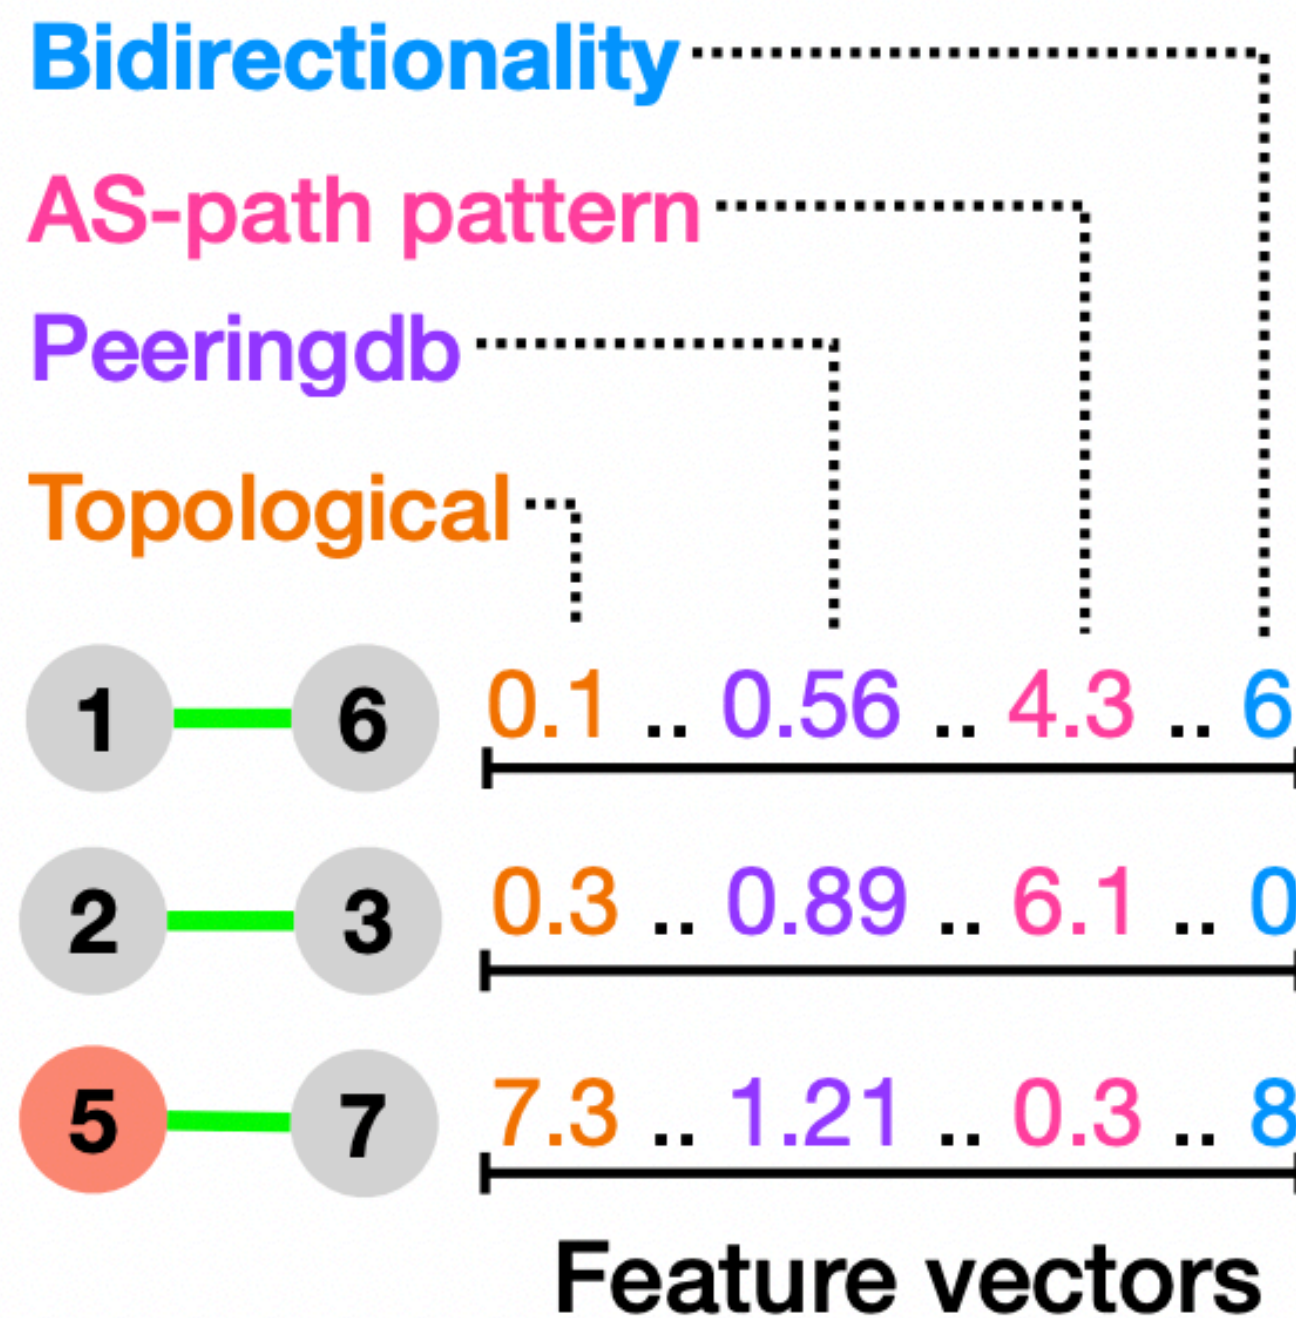 Bidirectionality
AS-path pattern
Peeringdb
Topological
1 6 0.1 .. 0.56 .. 4.3 .. 6
2 3 0.3 .. 0.89 .. 6.1 .. 0
5 7 7.3 .. 1.21 .. 0.3 .. 8
Feature vectors